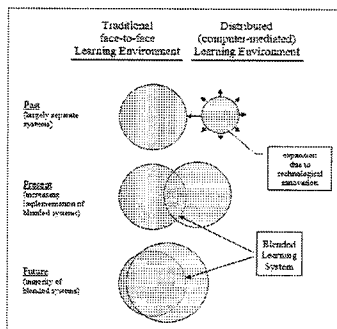 Traditional
face-to-face
Learning Environment
Distributed
(computer-mediated)
Learning Environment
Past
(largely separate
systems)
expansion
due to
technological
innovation
Present
(increasing
implementation of
blended systems)
Blended
Learning
System
Future
(majority of
blended systems)